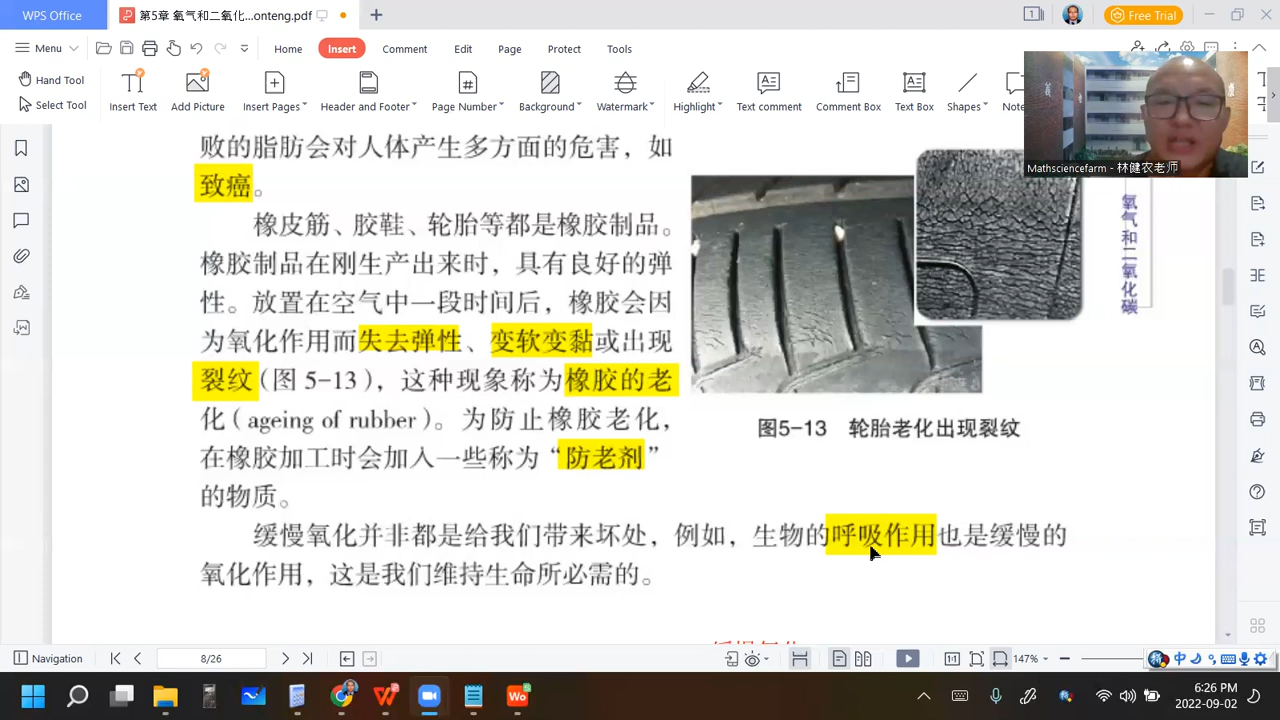 WPS Office
第5章 氧气和二氧化...onteng.pdf
1
Free Trial
Menu
Home
Insert
Comment
Edit
Page
Protect
Tools
Hand Tool
Select Tool
Insert Text
Add Picture
Insert Pages
Header and Footer
Page Number
Background
Watermark
Highlight
Text comment
Comment Box
Text Box
Shapes
Note
Mathsciencefarm - 林健农老师
败的脂肪会对人体产生多方面的危害，如
致癌。
橡皮筋、胶鞋、轮胎等都是橡胶制品。
橡胶制品在刚生产出来时，具有良好的弹
性。放置在空气中一段时间后，橡胶会因
为氧化作用而失去弹性、变软变黏或出现
裂纹（图 5-13），这种现象称为橡胶的老
化（ageing of rubber）。为防止橡胶老化，
在橡胶加工时会加入一些称为“防老剂”
的物质。
图5-13 轮胎老化出现裂纹
氧气和二氧化碳
缓慢氧化并非都是给我们带来坏处，例如，生物的呼吸作用也是缓慢的
氧化作用，这是我们维持生命所必需的。
Navigation
8/26
147%
中
6:26 PM
2022-09-02